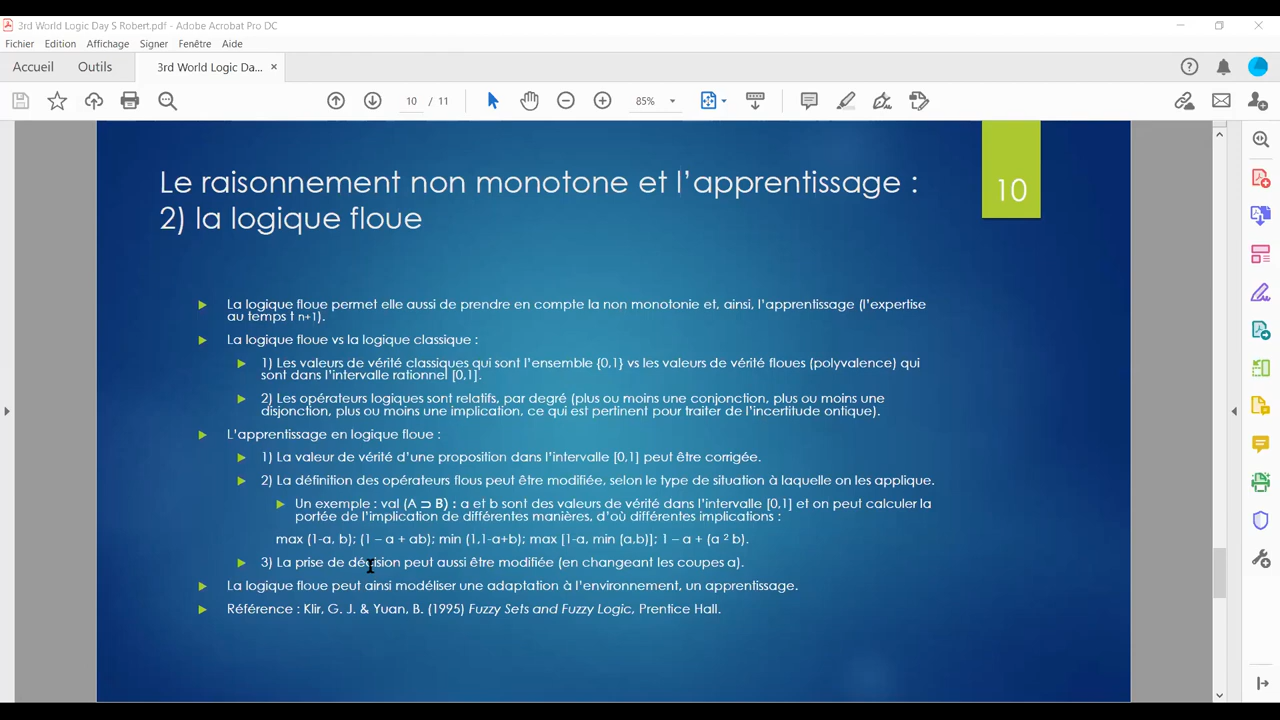 3rd World Logic Day S Robert.pdf - Adobe Acrobat Pro DC
Fichier Edition Affichage Signer Fenêtre Aide
Accueil Outils 3rd World Logic Da... ×
10 / 11 85%
Le raisonnement non monotone et l’apprentissage :
2) la logique floue
10
La logique floue permet elle aussi de prendre en compte la non monotonie et, ainsi, l’apprentissage (l’expertise
au temps t n+1).
La logique floue vs la logique classique :
1) Les valeurs de vérité classiques qui sont l’ensemble {0,1} vs les valeurs de vérité floues (polyvalence) qui
sont dans l’intervalle rationnel [0,1].
2) Les opérateurs logiques sont relatifs, par degré (plus ou moins une conjonction, plus ou moins une
disjonction, plus ou moins une implication, ce qui est pertinent pour traiter de l’incertitude ontique).
L’apprentissage en logique floue :
1) La valeur de vérité d’une proposition dans l’intervalle [0,1] peut être corrigée.
2) La définition des opérateurs flous peut être modifiée, selon le type de situation à laquelle on les applique.
Un exemple : val (A ⊃ B) : a et b sont des valeurs de vérité dans l’intervalle [0,1] et on peut calculer la
portée de l’implication de différentes manières, d’où différentes implications :
max (1-a, b); (1 – a + ab); min (1,1-a+b); max [1-a, min (a,b)]; 1 – a + (a ² b).
3) La prise de décision peut aussi être modifiée (en changeant les coupes a).
La logique floue peut ainsi modéliser une adaptation à l’environnement, un apprentissage.
Référence : Klir, G. J. & Yuan, B. (1995) Fuzzy Sets and Fuzzy Logic, Prentice Hall.